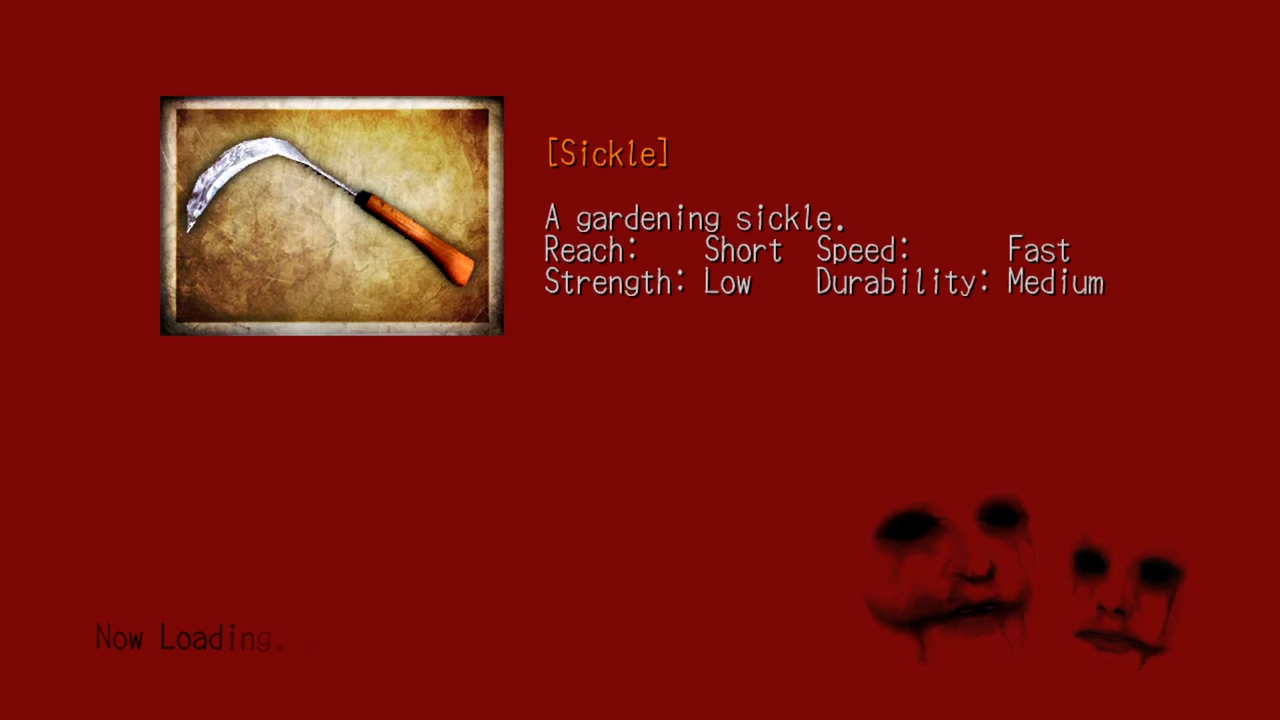 [Sickle]
A gardening sickle.
Reach: Short Speed: Fast
Strength: Low Durability: Medium
Now Loading. .